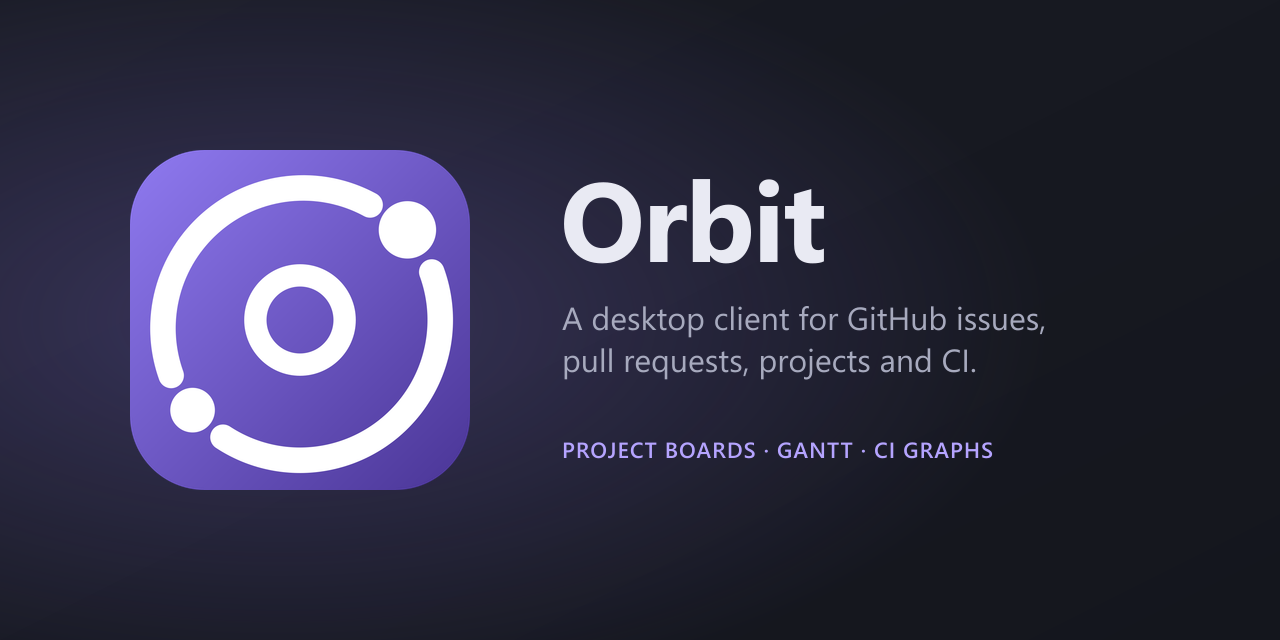 Orbit
A desktop client for GitHub issues,
pull requests, projects and CI.
PROJECT BOARDS · GANTT · CI GRAPHS